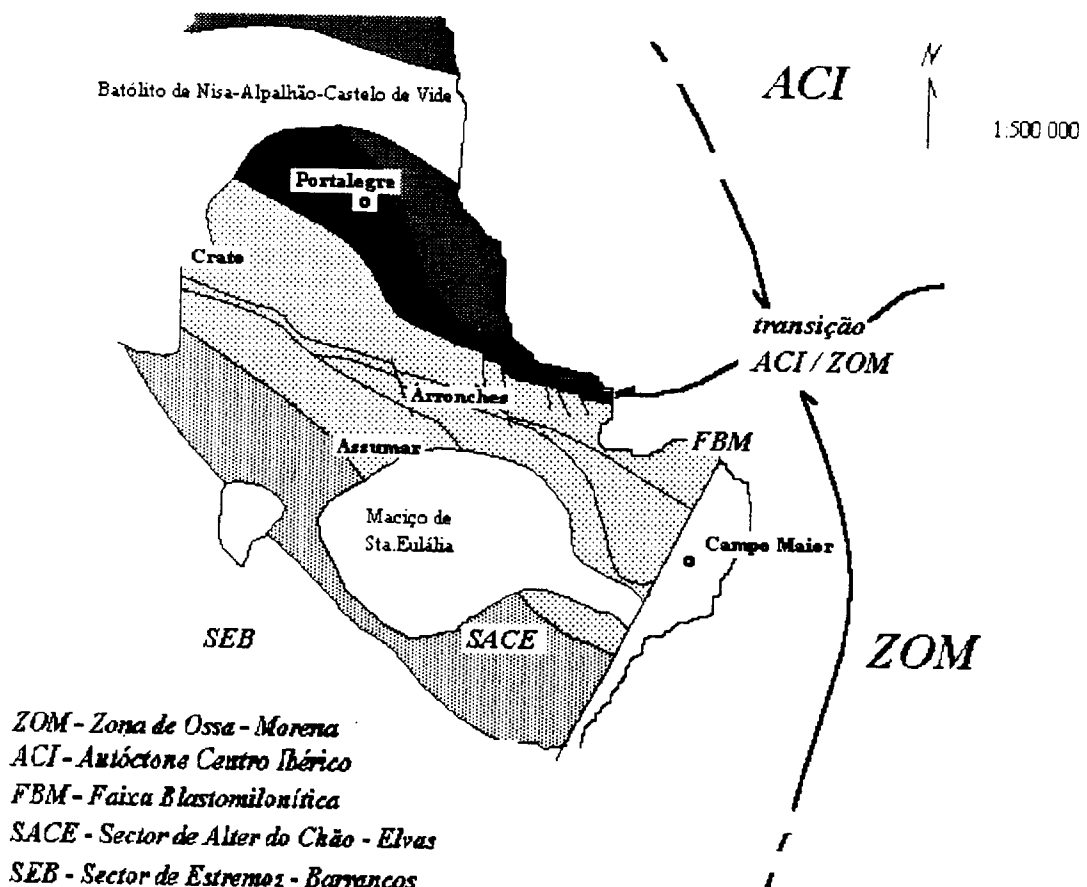 ACI
N
1:500 000
Batólito de Nisa-Alpalhão-Castelo de Vide
Portalegre
Crato
transição
ACI / ZOM
Arronches
Assumar
FBM
Maciço de
Sta.Eulália
Campo Maior
SEB
SACE
ZOM
ZOM - Zona de Ossa - Morena
ACI - Autóctone Centro Ibérico
FBM - Faixa Blastomilonítica
SACE - Sector de Alter do Chão - Elvas
SEB - Sector de Estremoz - Barrancos